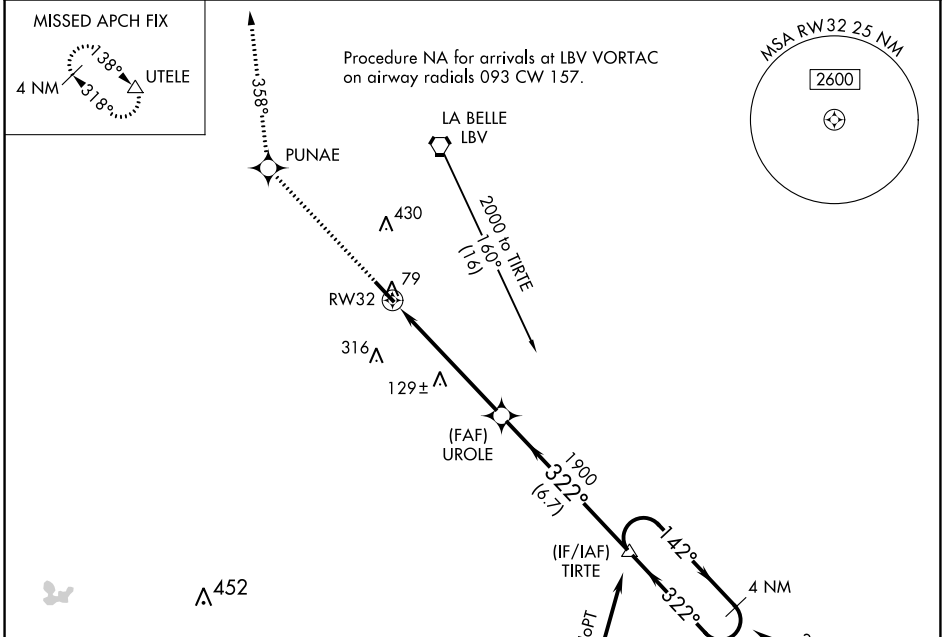 MISSED APCH FIX
138°
UTELE
4 NM
318°
358°
Procedure NA for arrivals at LBV VORTAC
on airway radials 093 CW 157.
MSA RW32 25 NM
2600
LA BELLE
LBV
PUNAE
2000 to TIRTE
160°
(16)
430
79
RW32
316
129±
(FAF)
UROLE
1900
322°
(6.7)
(IF/IAF)
TIRTE
142°
4 NM
322°
452